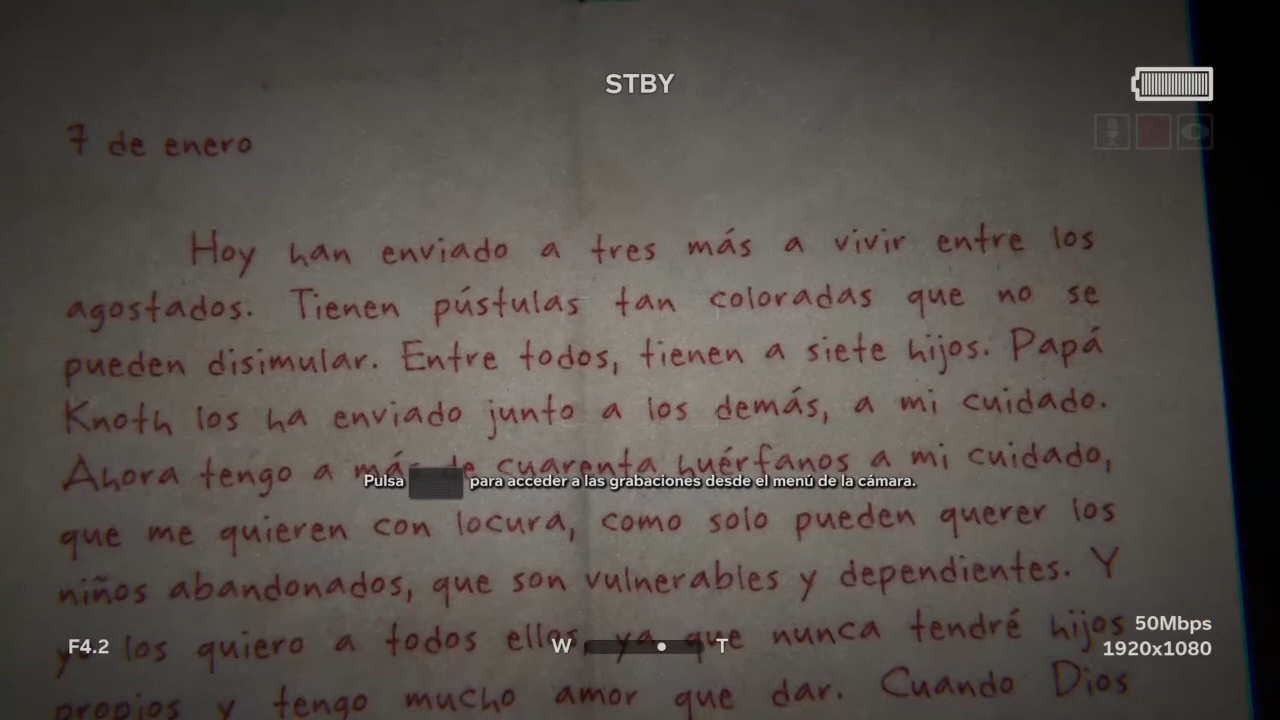 STBY
7 de enero
Hoy han enviado a tres más a vivir entre los
agostados. Tienen pústulas tan coloradas que no se
pueden disimular. Entre todos, tienen a siete hijos. Papá
Knoth los ha enviado junto a los demás, a mi cuidado.
Ahora tengo a más de cuarenta huérfanos a mi cuidado,
Pulsa para acceder a las grabaciones desde el menú de la cámara.
que me quieren con locura, como solo pueden querer los
niños abandonados, que son vulnerables y dependientes. Y
yo los quiero a todos ellos, ya que nunca tendré hijos
50Mbps
F4.2 W T 1920x1080
propios y tengo mucho amor que dar. Cuando Dios